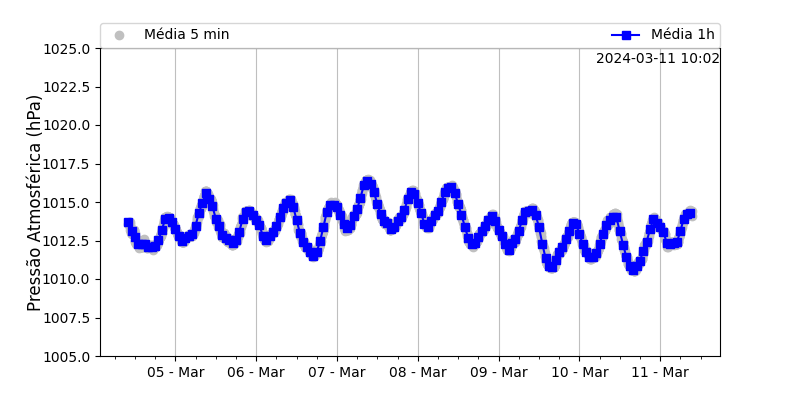 Média 5 min
Média 1h
2024-03-11 10:02
Pressão Atmosférica (hPa)
1025.0
1022.5
1020.0
1017.5
1015.0
1012.5
1010.0
1007.5
1005.0
05 - Mar
06 - Mar
07 - Mar
08 - Mar
09 - Mar
10 - Mar
11 - Mar